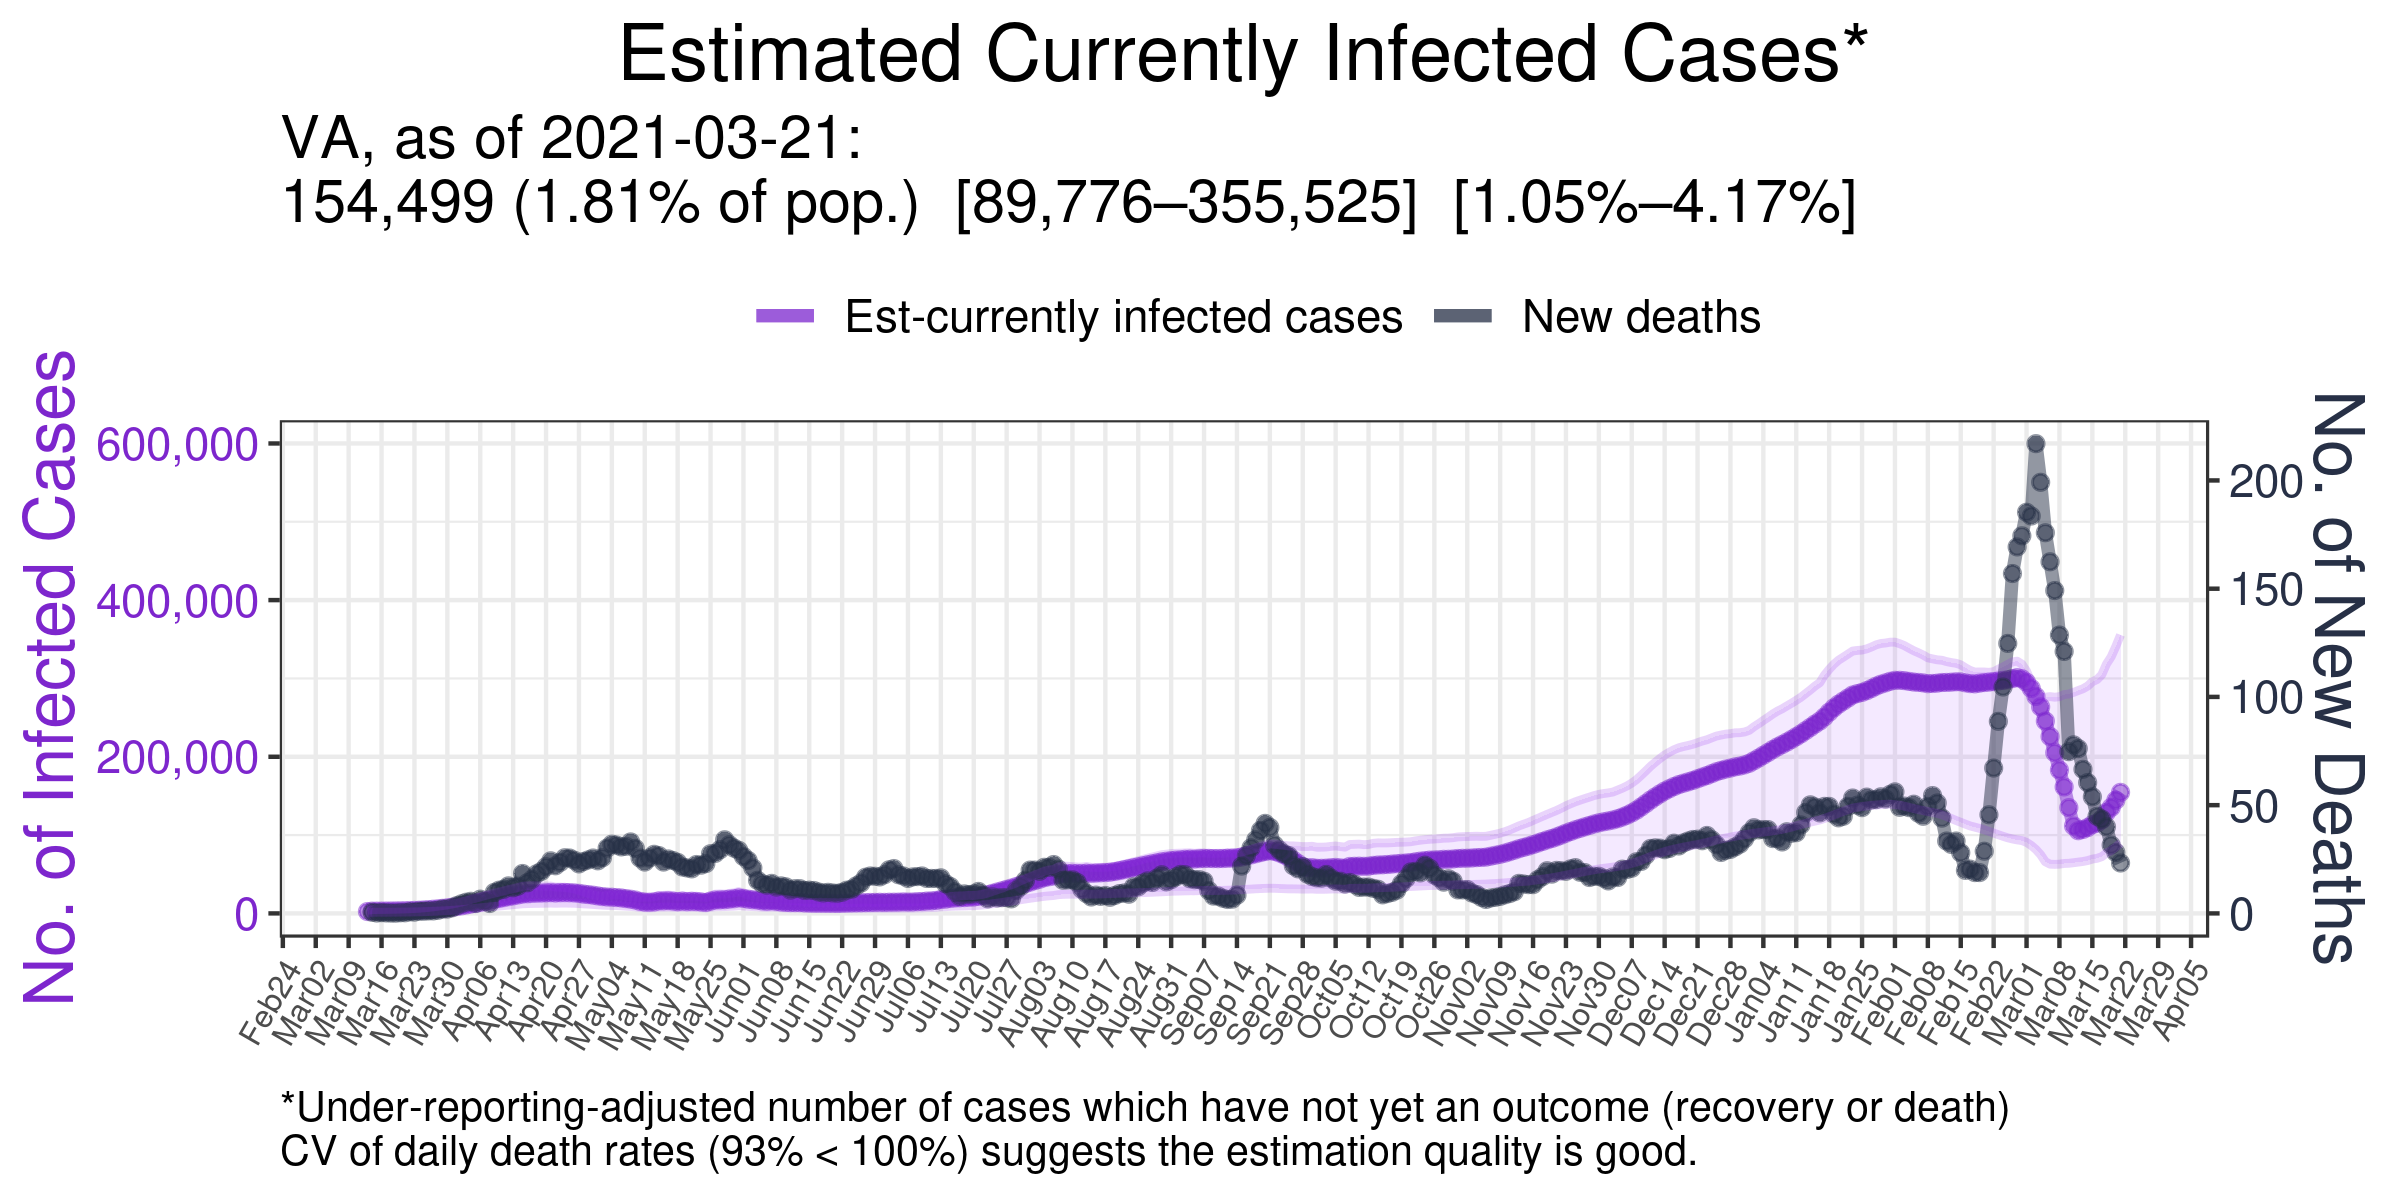 Estimated Currently Infected Cases*
VA, as of 2021-03-21:
154,499 (1.81% of pop.) [89,776–355,525] [1.05%–4.17%]
Est-currently infected cases
New deaths
No. of Infected Cases
600,000
400,000
200,000
0
200
150
100
50
0
No. of New Deaths
Feb24
Mar02
Mar09
Mar16
Mar23
Mar30
Apr06
Apr13
Apr20
Apr27
May04
May11
May18
May25
Jun01
Jun08
Jun15
Jun22
Jun29
Jul06
Jul13
Jul20
Jul27
Aug03
Aug10
Aug17
Aug24
Aug31
Sep07
Sep14
Sep21
Sep28
Oct05
Oct12
Oct19
Oct26
Nov02
Nov09
Nov16
Nov23
Nov30
Dec07
Dec14
Dec21
Dec28
Jan04
Jan11
Jan18
Jan25
Feb01
Feb08
Feb15
Feb22
Mar01
Mar08
Mar15
Mar22
Mar29
Apr05
*Under-reporting-adjusted number of cases which have not yet an outcome (recovery or death)
CV of daily death rates (93% < 100%) suggests the estimation quality is good.